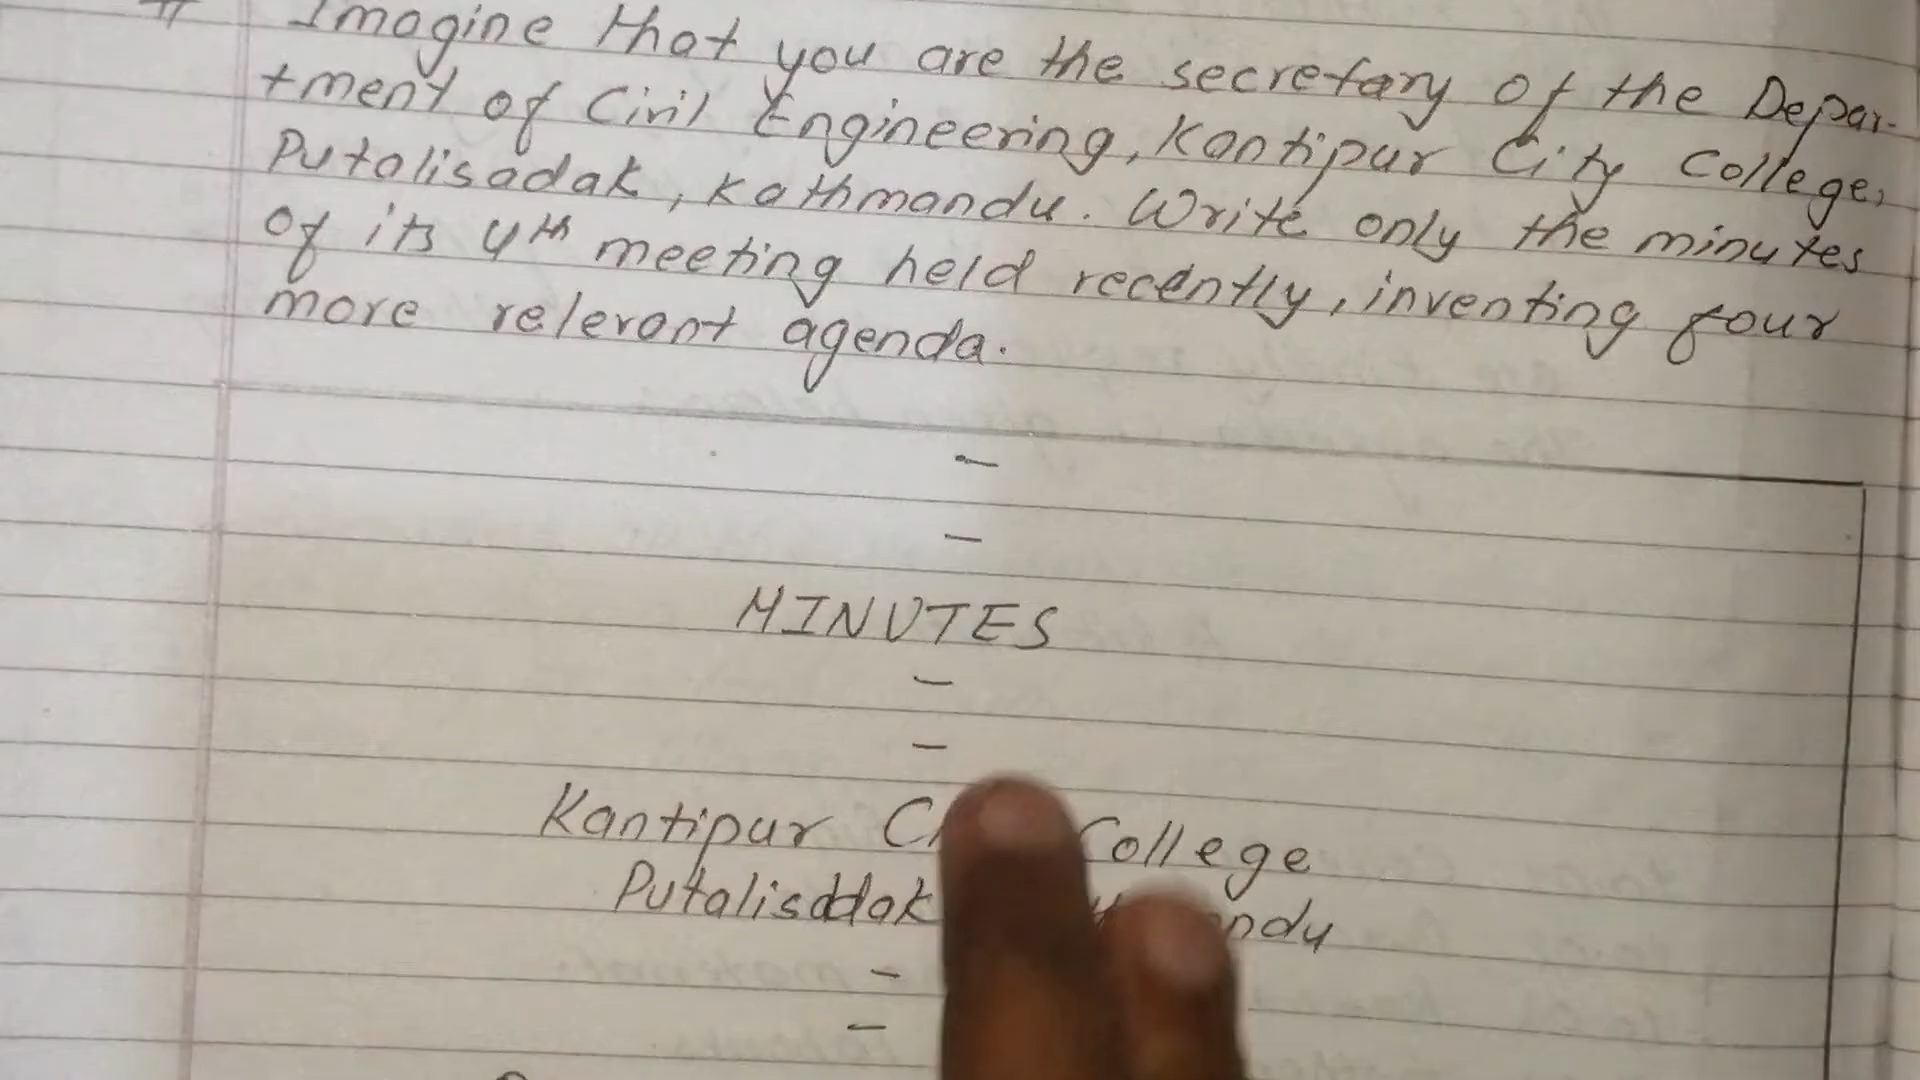 # Imagine that you are the secretary of the Depar-
tment of Civil Engineering, Kantipur City College,
Putalisadak, Kathmandu. Write only the minutes
of its 4th meeting held recently, inventing four
more relevant agenda.
MINUTES
Kantipur College
Putalisadak